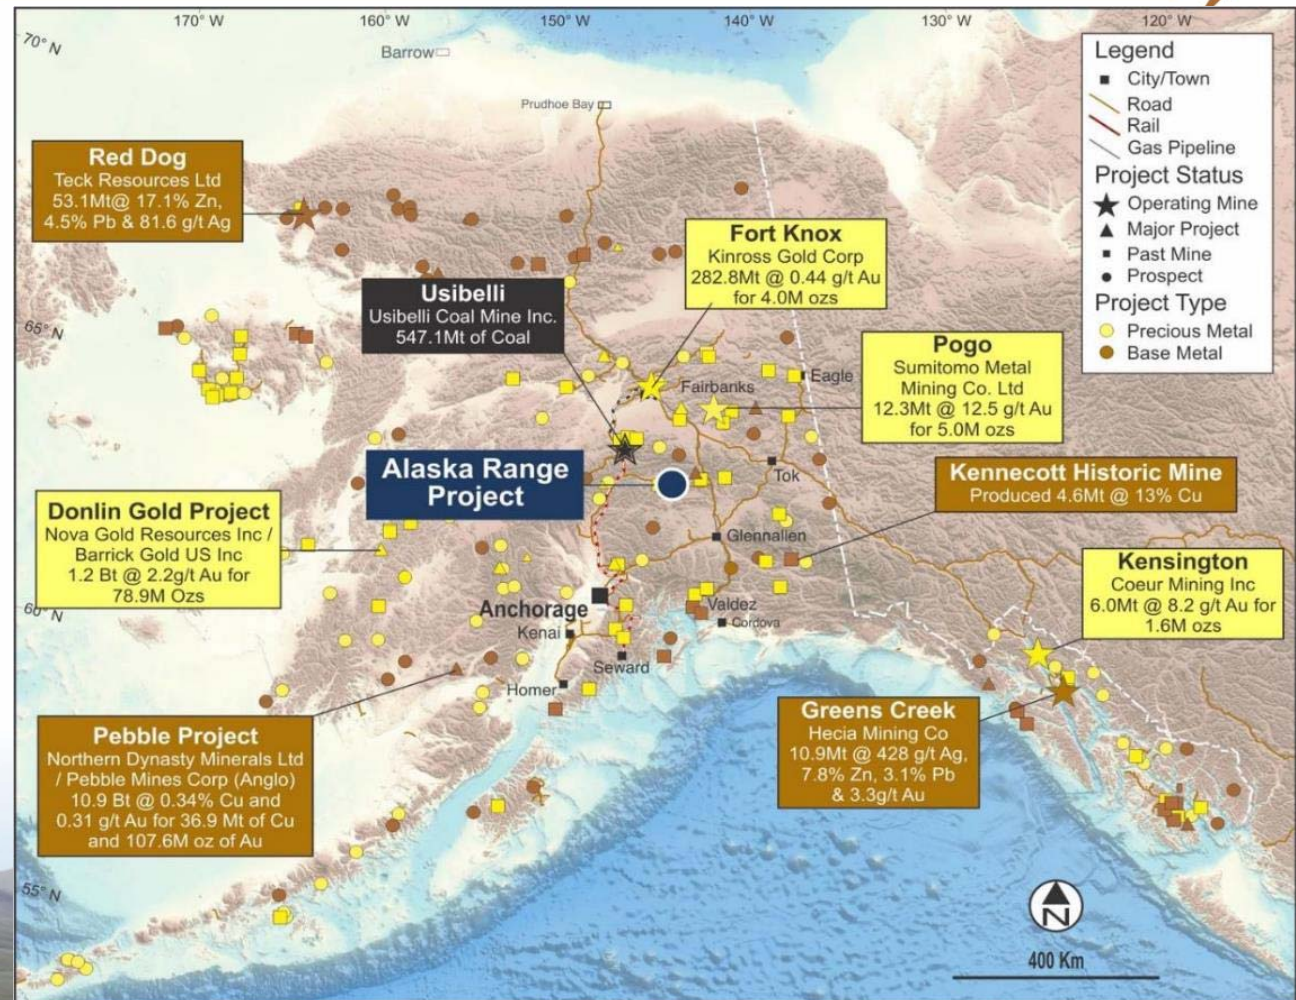 170° W
160° W
150° W
140° W
130° W
120° W
70° N
65° N
60° N
55° N
Barrow
Prudhoe Bay
Legend
City/Town
Road
Rail
Gas Pipeline
Project Status
Operating Mine
Major Project
Past Mine
Prospect
Project Type
Precious Metal
Base Metal
Red Dog
Teck Resources Ltd
53.1Mt@ 17.1% Zn,
4.5% Pb & 81.6 g/t Ag
Fort Knox
Kinross Gold Corp
282.8Mt @ 0.44 g/t Au
for 4.0M ozs
Usibelli
Usibelli Coal Mine Inc.
547.1Mt of Coal
Pogo
Sumitomo Metal
Mining Co. Ltd
12.3Mt @ 12.5 g/t Au
for 5.0M ozs
Fairbanks
Eagle
Alaska Range
Project
Tok
Kennecott Historic Mine
Produced 4.6Mt @ 13% Cu
Donlin Gold Project
Nova Gold Resources Inc /
Barrick Gold US Inc
1.2 Bt @ 2.2g/t Au for
78.9M Ozs
Glennallen
Kensington
Coeur Mining Inc
6.0Mt @ 8.2 g/t Au for
1.6M ozs
Anchorage
Valdez
Cordova
Kenai
Seward
Homer
Pebble Project
Northern Dynasty Minerals Ltd
/ Pebble Mines Corp (Anglo)
10.9 Bt @ 0.34% Cu and
0.31 g/t Au for 36.9 Mt of Cu
and 107.6M oz of Au
Greens Creek
Hecia Mining Co
10.9Mt @ 428 g/t Ag,
7.8% Zn, 3.1% Pb
& 3.3g/t Au
N
400 Km